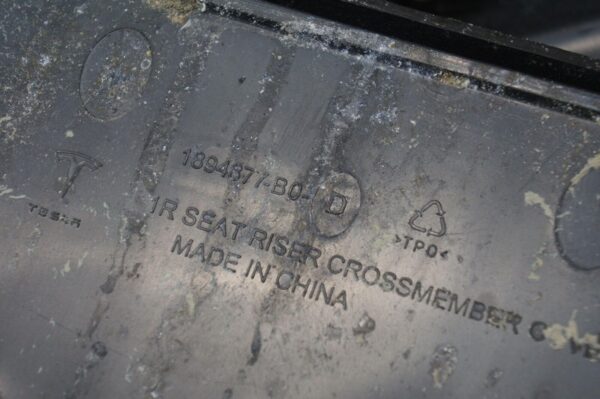 1894877-B0-D
TESLA
>TPO<
1R SEAT RISER CROSSMEMBER
MADE IN CHINA